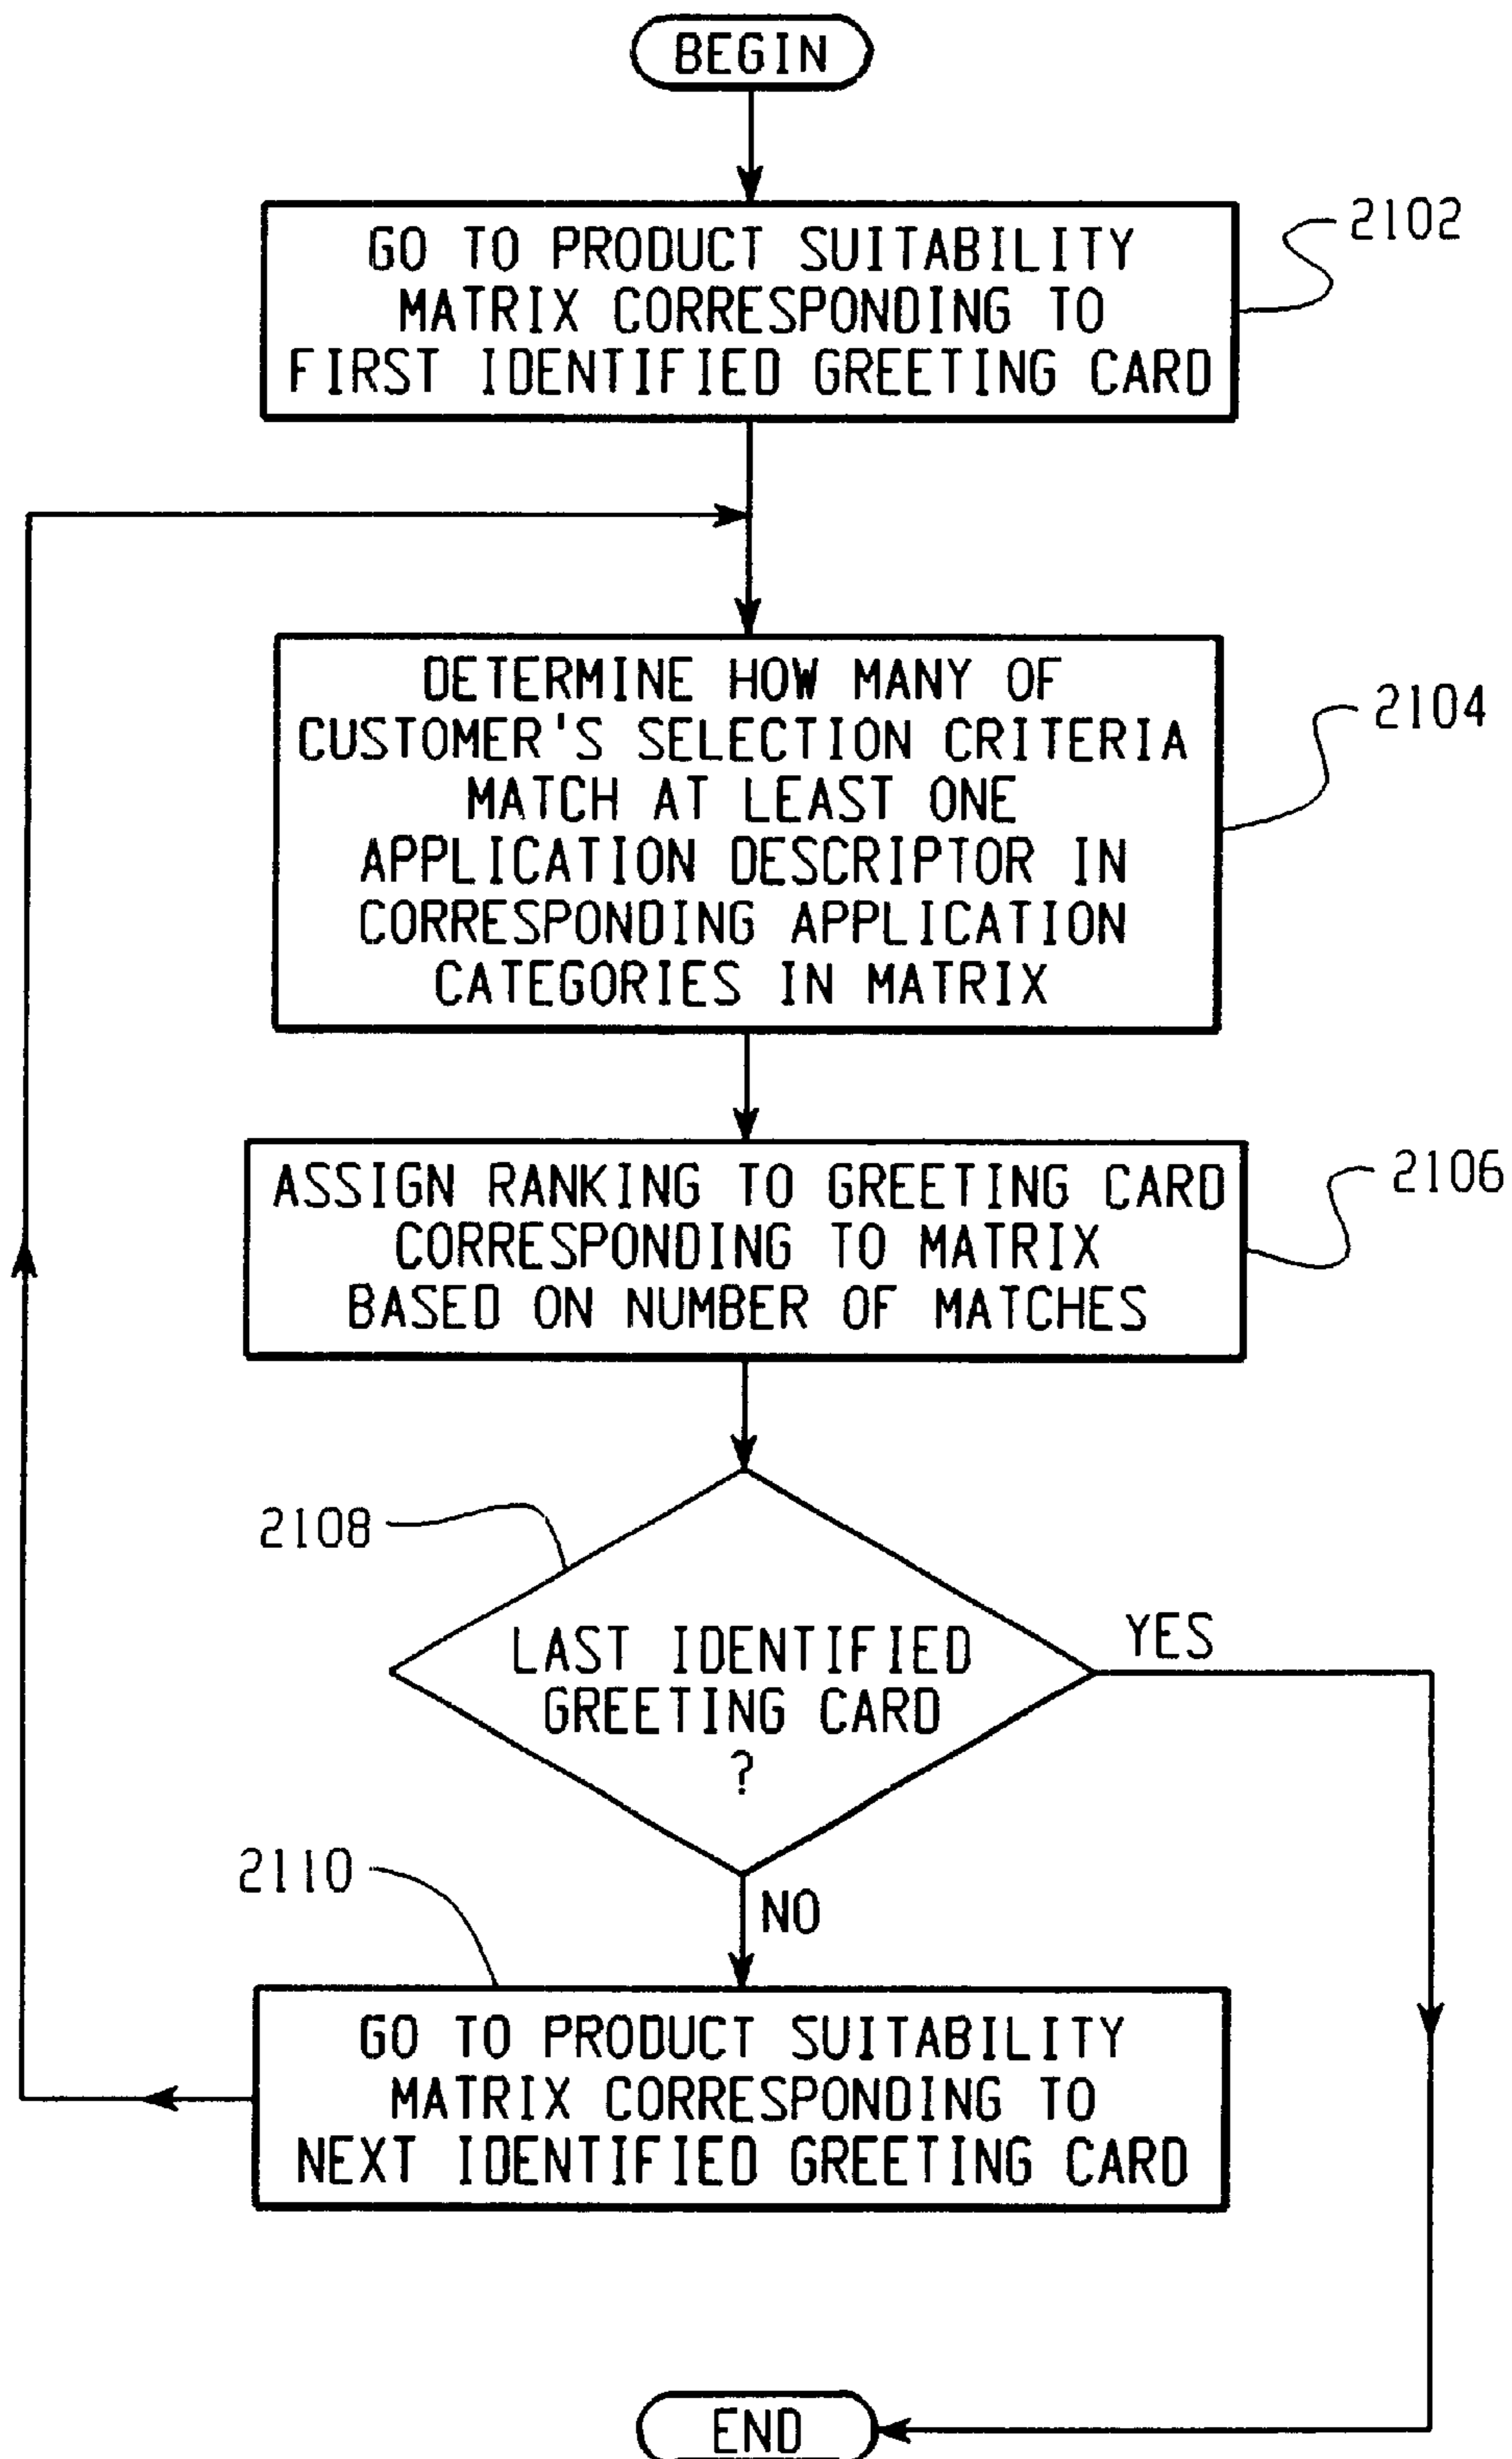 BEGIN
GO TO PRODUCT SUITABILITY
MATRIX CORRESPONDING TO
FIRST IDENTIFIED GREETING CARD
2102
DETERMINE HOW MANY OF
CUSTOMER'S SELECTION CRITERIA
MATCH AT LEAST ONE
APPLICATION DESCRIPTOR IN
CORRESPONDING APPLICATION
CATEGORIES IN MATRIX
2104
ASSIGN RANKING TO GREETING CARD
CORRESPONDING TO MATRIX
BASED ON NUMBER OF MATCHES
2106
2108
LAST IDENTIFIED
GREETING CARD
?
YES
NO
2110
GO TO PRODUCT SUITABILITY
MATRIX CORRESPONDING TO
NEXT IDENTIFIED GREETING CARD
END